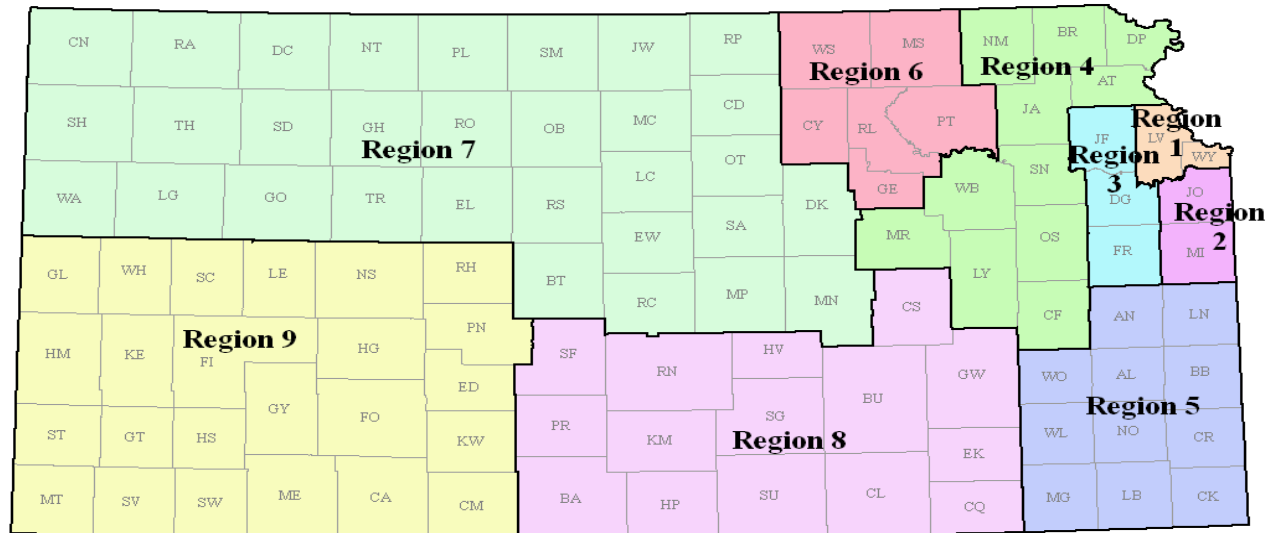 CN RA DC NT PL SM JW RP WS MS NM BR DP
Region 6 Region 4
AT
SH TH SD GH RO OB MC CD CY RL PT JA
Region 7
JF LV WY
Region 1
Region 3
OT SN
WA LG GO TR EL RS LC DK GE WB DG JO
Region 2
EW SA MR OS FR MI
GL WH SC LE NS RH BT RC MP MN CS LY CF AN LN
Region 9
HM KE FI HG PN SF RN HV GW WO AL BB
ED
Region 5
ST GT HS GY FO KW PR KM SG BU WL NO CR
Region 8
EK
MT SV SW ME CA CM BA HP SU CL CQ MG LB CK